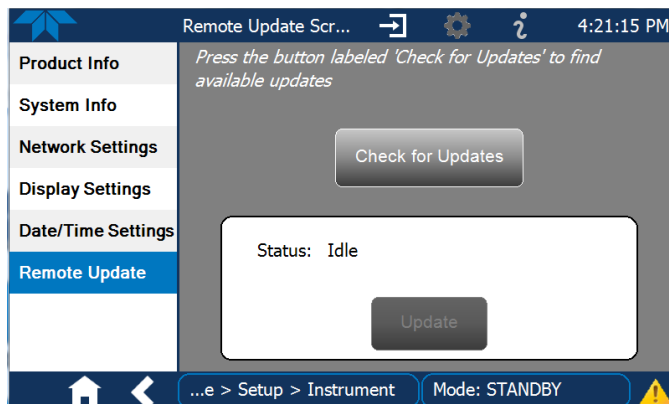 Remote Update Scr... 4:21:15 PM
Product Info
System Info
Network Settings
Display Settings
Date/Time Settings
Remote Update
Press the button labeled 'Check for Updates' to find
available updates
Check for Updates
Status: Idle
Update
...e > Setup > Instrument
Mode: STANDBY